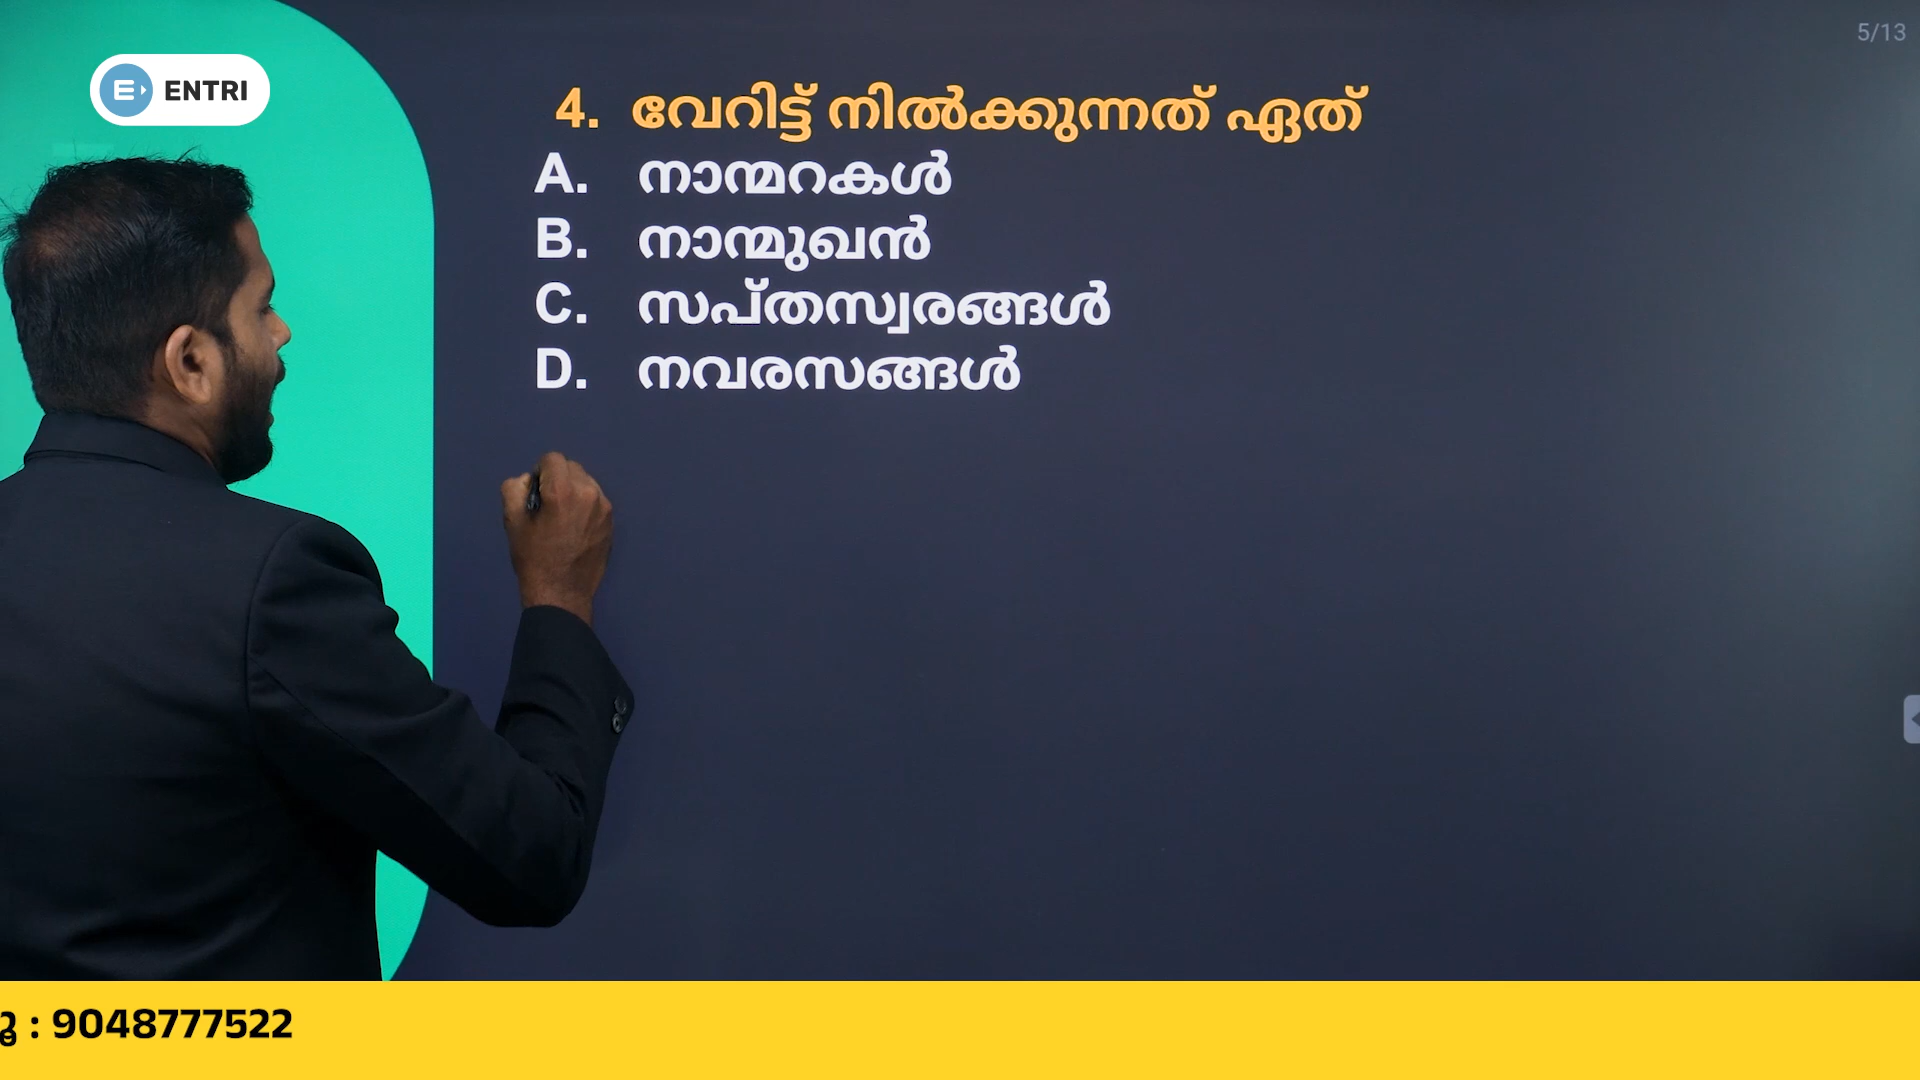 5/13
ENTRI
4. വേറിട്ട് നിൽക്കുന്നത് ഏത്
A. നാന്മറകൾ
B. നാന്മുഖൻ
C. സപ്തസ്വരങ്ങൾ
D. നവരസങ്ങൾ
: 9048777522